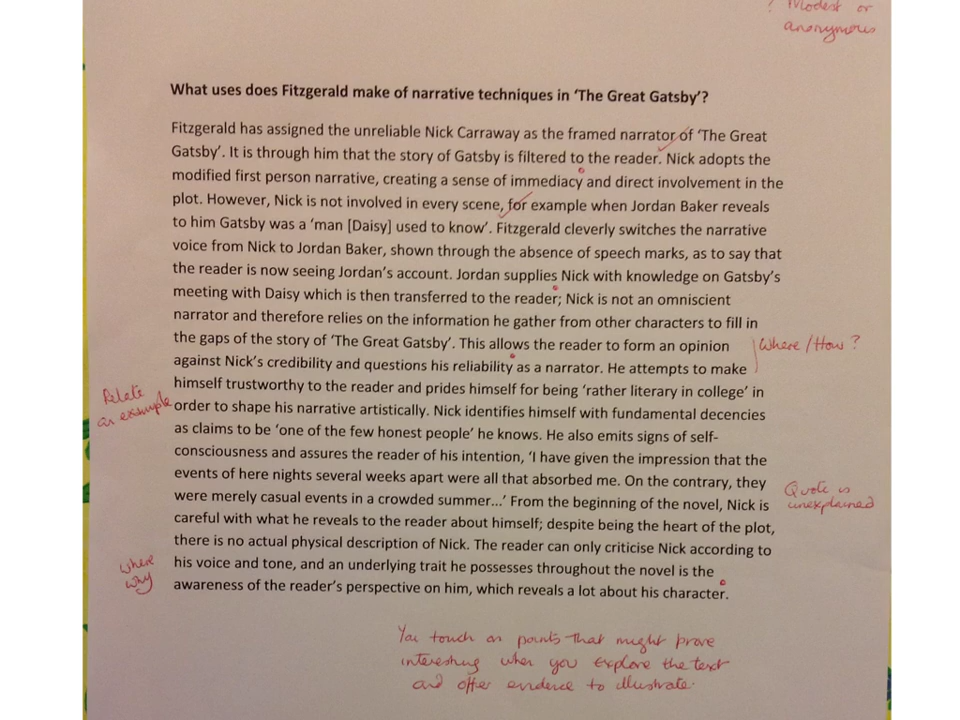 ? Modest or
anonymous
What uses does Fitzgerald make of narrative techniques in ‘The Great Gatsby’?
Fitzgerald has assigned the unreliable Nick Carraway as the framed narrator of ‘The Great
Gatsby’. It is through him that the story of Gatsby is filtered to the reader. Nick adopts the
modified first person narrative, creating a sense of immediacy and direct involvement in the
plot. However, Nick is not involved in every scene, for example when Jordan Baker reveals
to him Gatsby was a ‘man [Daisy] used to know’. Fitzgerald cleverly switches the narrative
voice from Nick to Jordan Baker, shown through the absence of speech marks, as to say that
the reader is now seeing Jordan’s account. Jordan supplies Nick with knowledge on Gatsby’s
meeting with Daisy which is then transferred to the reader; Nick is not an omniscient
narrator and therefore relies on the information he gather from other characters to fill in
the gaps of the story of ‘The Great Gatsby’. This allows the reader to form an opinion
Where / How ?
against Nick’s credibility and questions his reliability as a narrator. He attempts to make
himself trustworthy to the reader and prides himself for being ‘rather literary in college’ in
Relate
an example
order to shape his narrative artistically. Nick identifies himself with fundamental decencies
as claims to be ‘one of the few honest people’ he knows. He also emits signs of self-
consciousness and assures the reader of his intention, ‘I have given the impression that the
events of here nights several weeks apart were all that absorbed me. On the contrary, they
Quote is
unexplained
were merely casual events in a crowded summer...’ From the beginning of the novel, Nick is
careful with what he reveals to the reader about himself; despite being the heart of the plot,
there is no actual physical description of Nick. The reader can only criticise Nick according to
where
why
his voice and tone, and an underlying trait he possesses throughout the novel is the
awareness of the reader’s perspective on him, which reveals a lot about his character.
You touch on points that might prove
interesting when you explore the text
and offer evidence to illustrate.